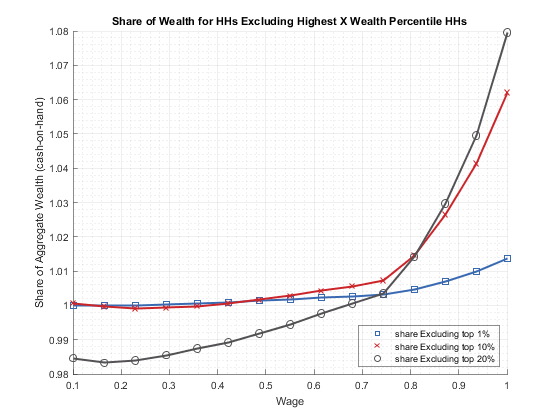 Share of Wealth for HHs Excluding Highest X Wealth Percentile HHs
1.08
1.07
1.06
1.05
1.04
1.03
1.02
1.01
1
0.99
0.98
Share of Aggregate Wealth (cash-on-hand)
share Excluding top 1%
share Excluding top 10%
share Excluding top 20%
0.1 0.2 0.3 0.4 0.5 0.6 0.7 0.8 0.9 1
Wage